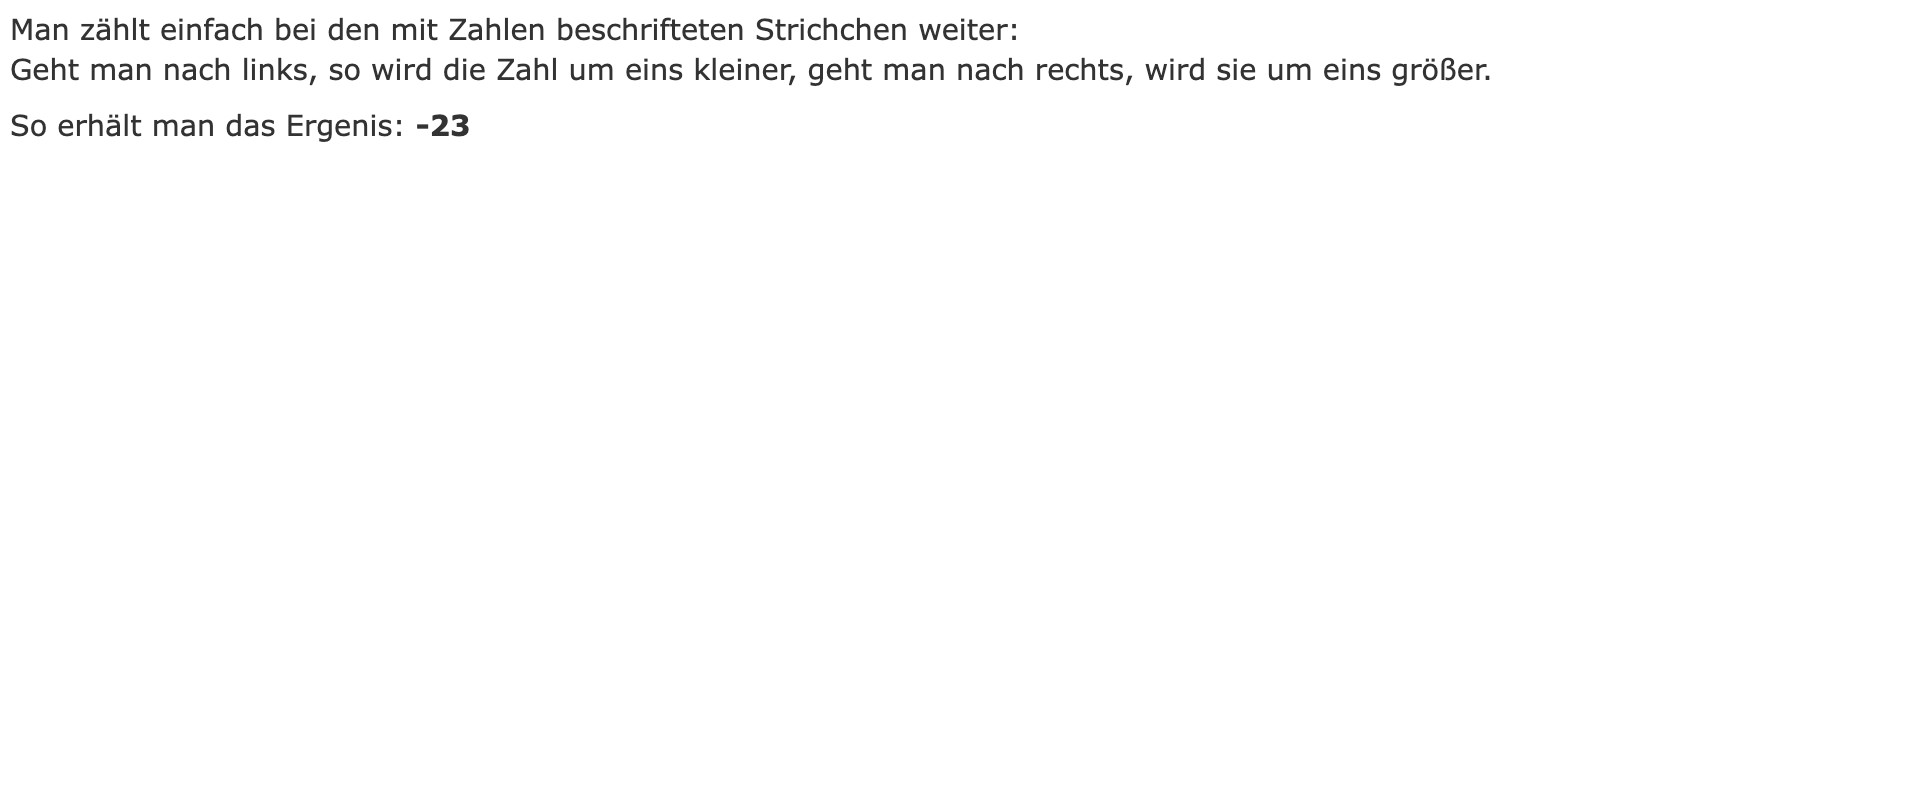 Man zählt einfach bei den mit Zahlen beschrifteten Strichchen weiter:
Geht man nach links, so wird die Zahl um eins kleiner, geht man nach rechts, wird sie um eins größer.
So erhält man das Ergenis: -23